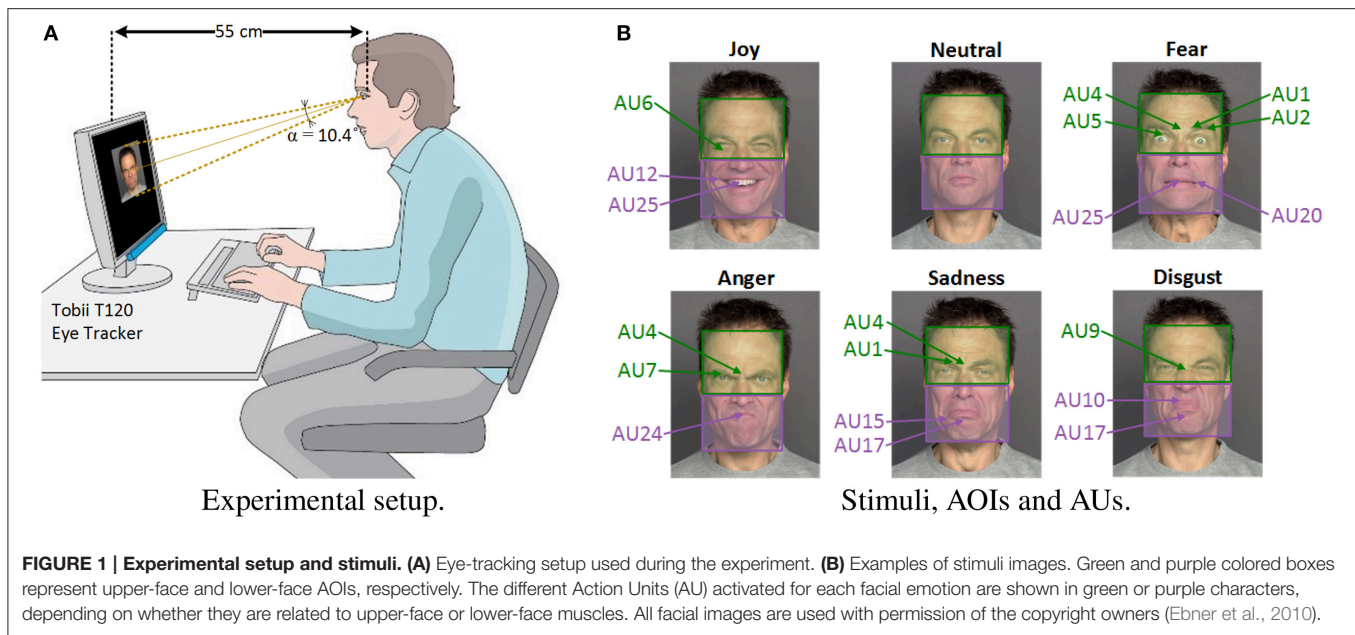 A
55 cm
α = 10.4°
Tobii T120
Eye Tracker
Experimental setup.
B
Joy
AU6
AU12
AU25
Neutral
Fear
AU4
AU1
AU5
AU2
AU25
AU20
Anger
AU4
AU7
AU24
Sadness
AU4
AU1
AU15
AU17
Disgust
AU9
AU10
AU17
Stimuli, AOIs and AUs.
FIGURE 1 | Experimental setup and stimuli. (A) Eye-tracking setup used during the experiment. (B) Examples of stimuli images. Green and purple colored boxes
represent upper-face and lower-face AOIs, respectively. The different Action Units (AU) activated for each facial emotion are shown in green or purple characters,
depending on whether they are related to upper-face or lower-face muscles. All facial images are used with permission of the copyright owners (Ebner et al., 2010).